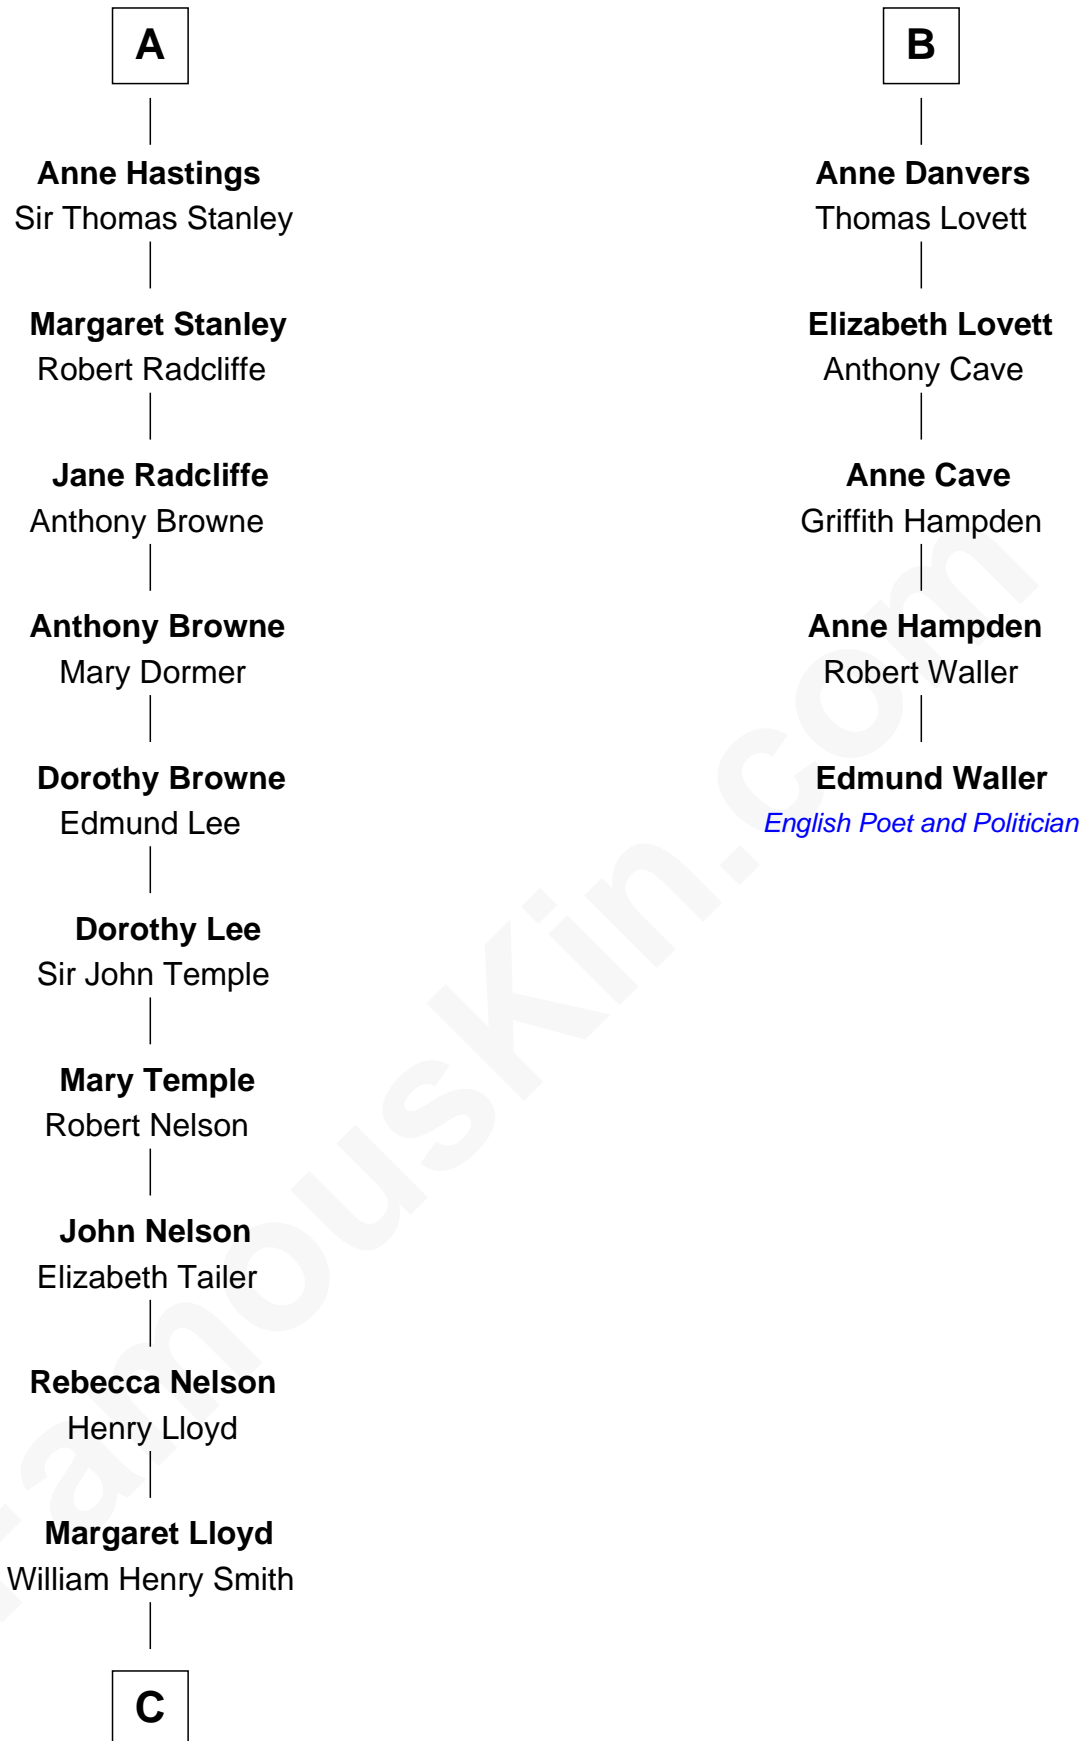 A
Anne Hastings
Sir Thomas Stanley
Margaret Stanley
Robert Radcliffe
Jane Radcliffe
Anthony Browne
Anthony Browne
Mary Dormer
Dorothy Browne
Edmund Lee
Dorothy Lee
Sir John Temple
Mary Temple
Robert Nelson
John Nelson
Elizabeth Tailer
Rebecca Nelson
Henry Lloyd
Margaret Lloyd
William Henry Smith
C
B
Anne Danvers
Thomas Lovett
Elizabeth Lovett
Anthony Cave
Anne Cave
Griffith Hampden
Anne Hampden
Robert Waller
Edmund Waller
English Poet and Politician
FamousKin.com